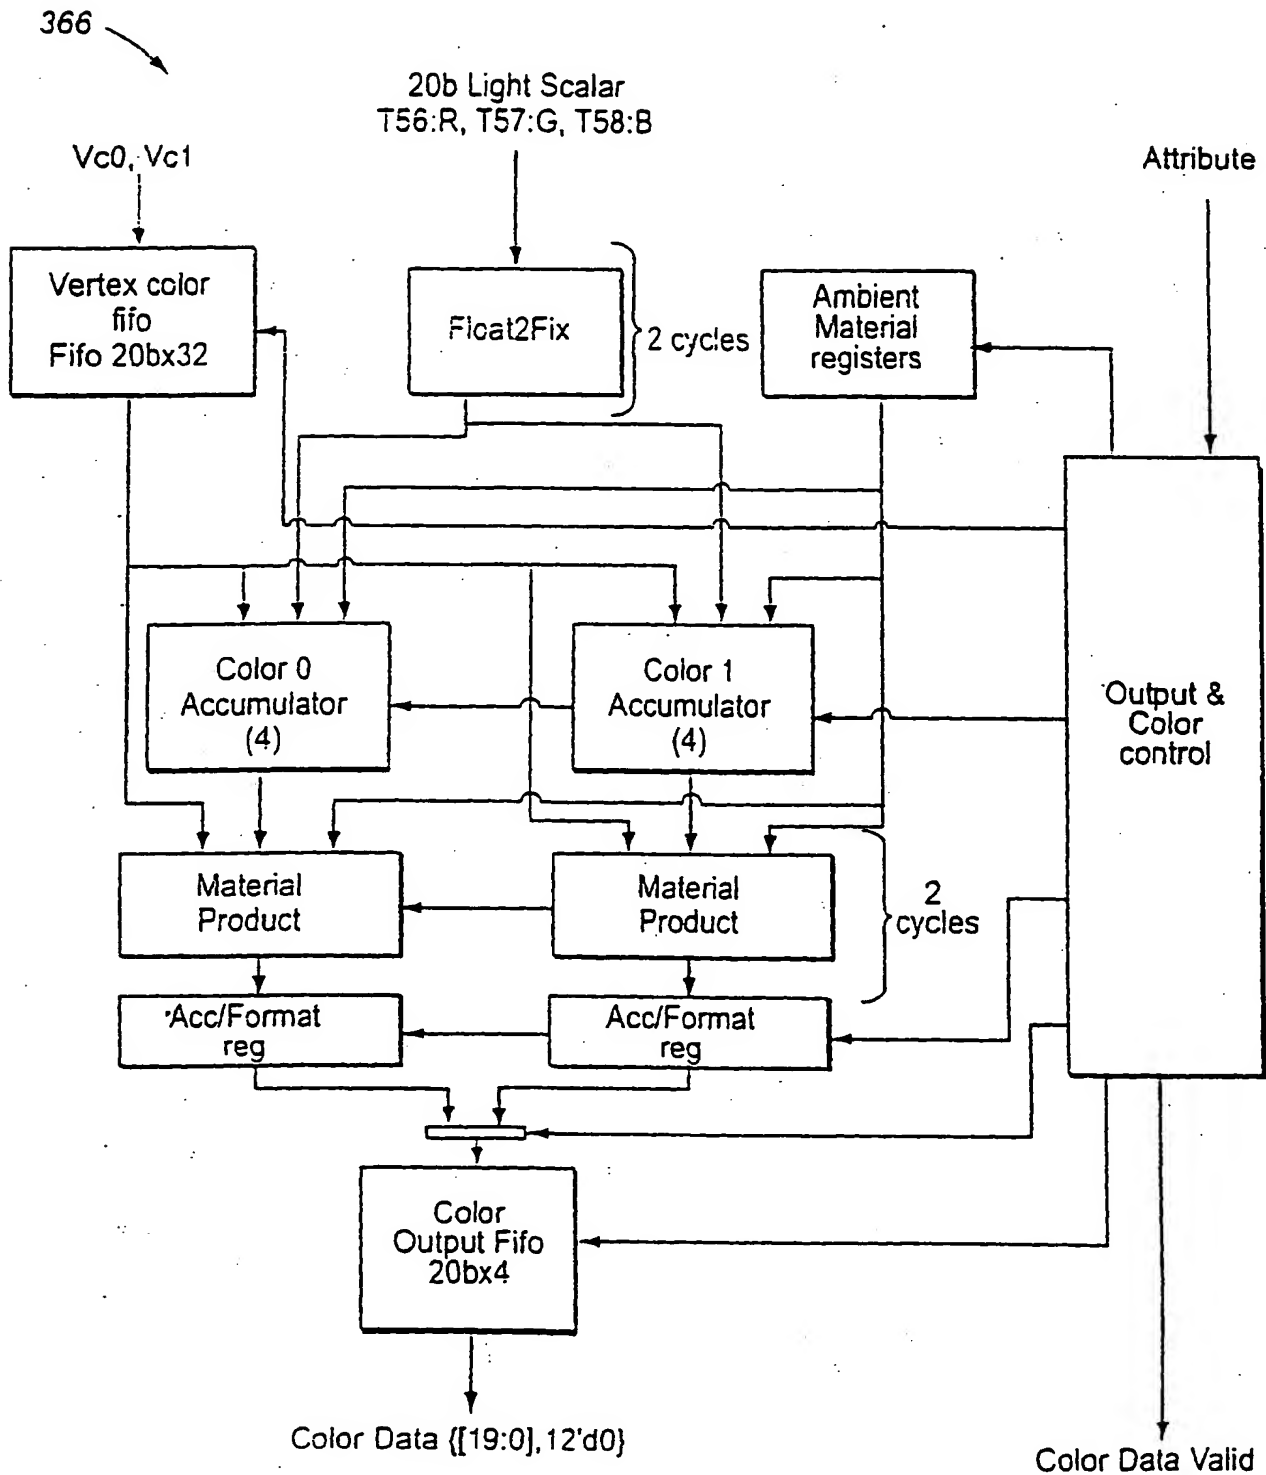 366
20b Light Scalar
T56:R, T57:G, T58:B
Vc0, Vc1
Attribute
Vertex color
fifo
Fifo 20bx32
Float2Fix
2 cycles
Ambient
Material
registers
Color 0
Accumulator
(4)
Color 1
Accumulator
(4)
Output &
Color
control
Material
Product
Material
Product
2
cycles
Acc/Format
reg
Acc/Format
reg
Color
Output Fifo
20bx4
Color Data {[19:0],12'd0}
Color Data Valid